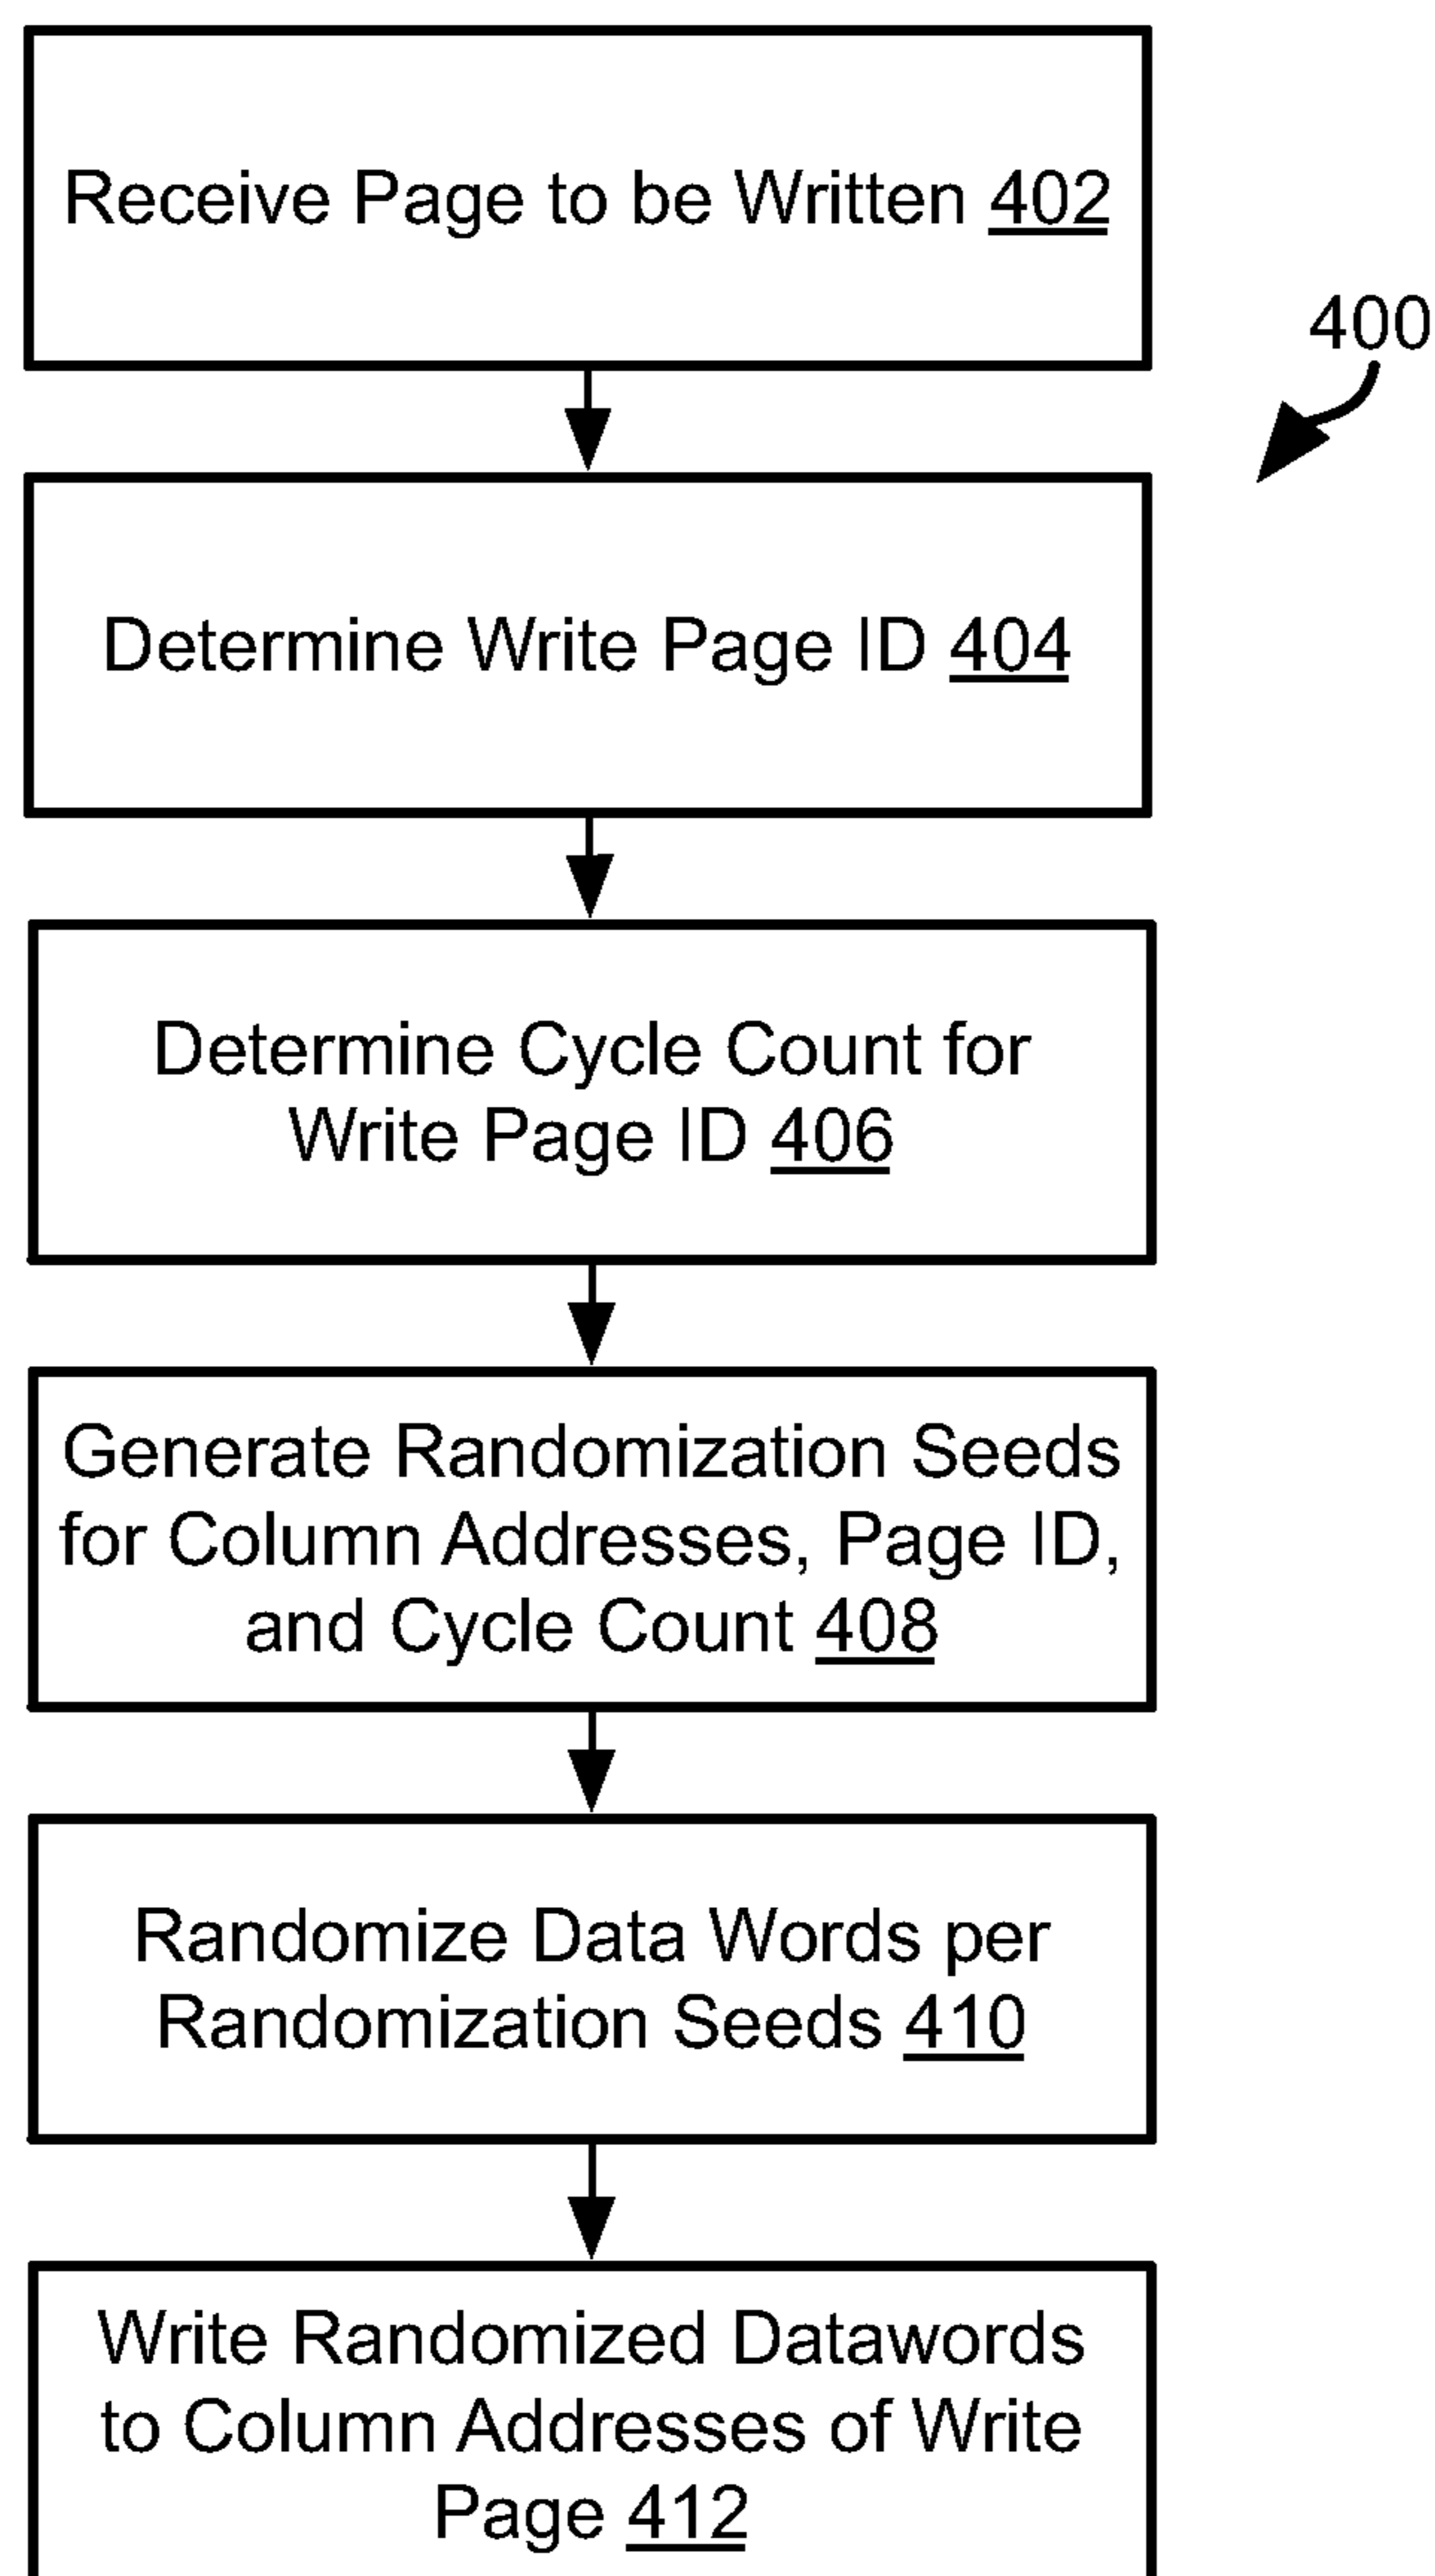 Receive Page to be Written 402
400
Determine Write Page ID 404
Determine Cycle Count for
Write Page ID 406
Generate Randomization Seeds
for Column Addresses, Page ID,
and Cycle Count 408
Randomize Data Words per
Randomization Seeds 410
Write Randomized Datawords
to Column Addresses of Write
Page 412